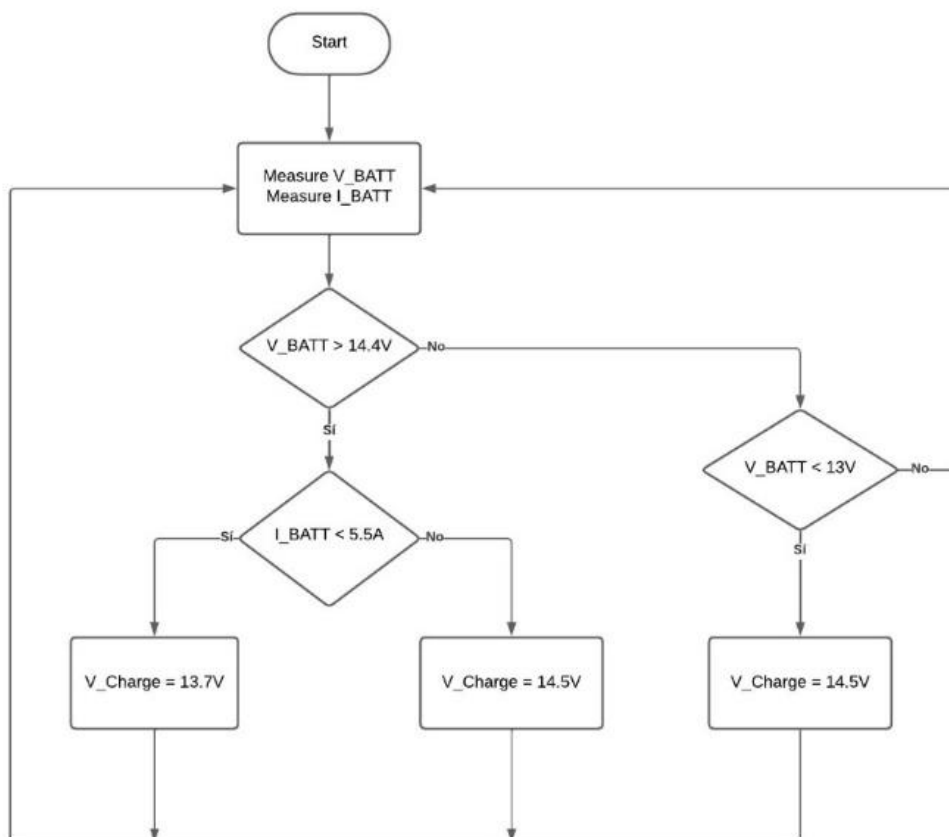 Start
Measure V_BATT
Measure I_BATT
V_BATT > 14.4V
No
Sí
V_BATT < 13V
No
Sí
I_BATT < 5.5A
Sí
No
V_Charge = 13.7V
V_Charge = 14.5V
V_Charge = 14.5V